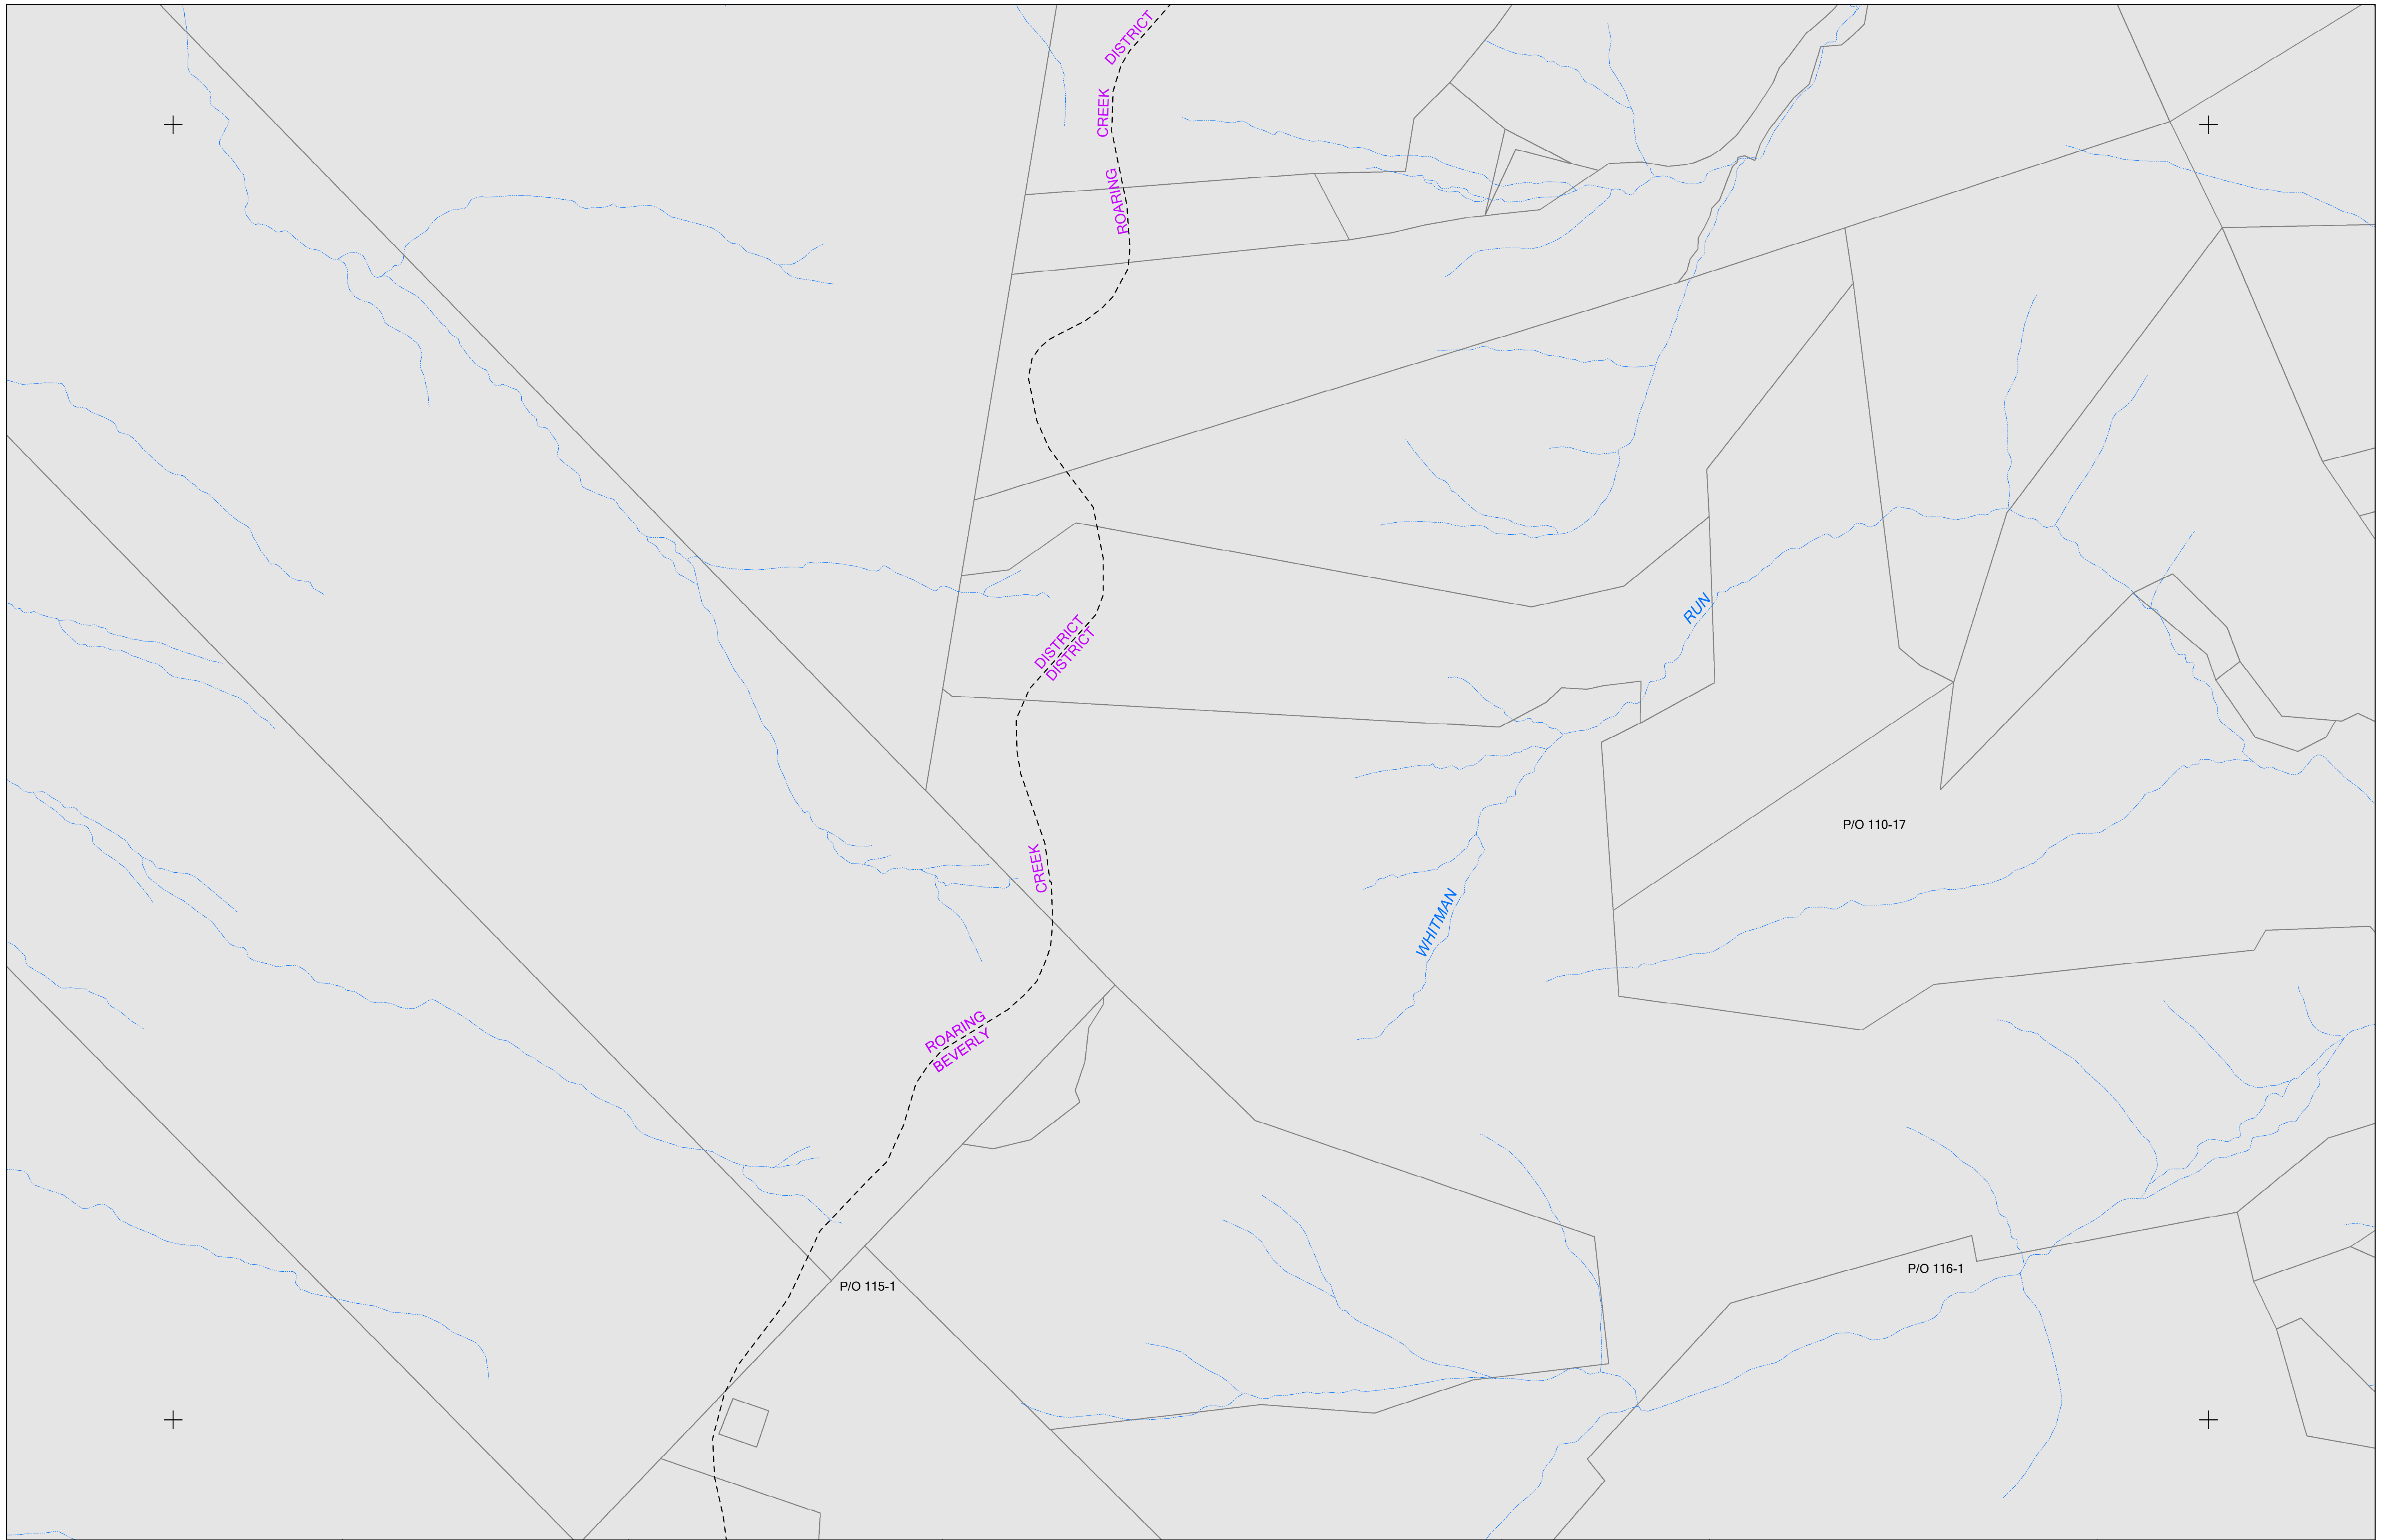 DISTRICT
CREEK
ROARING
RUN
DISTRICT
DISTRICT
P/O 110-17
CREEK
WHITMAN
ROARING
BEVERLY
P/O 116-1
P/O 115-1